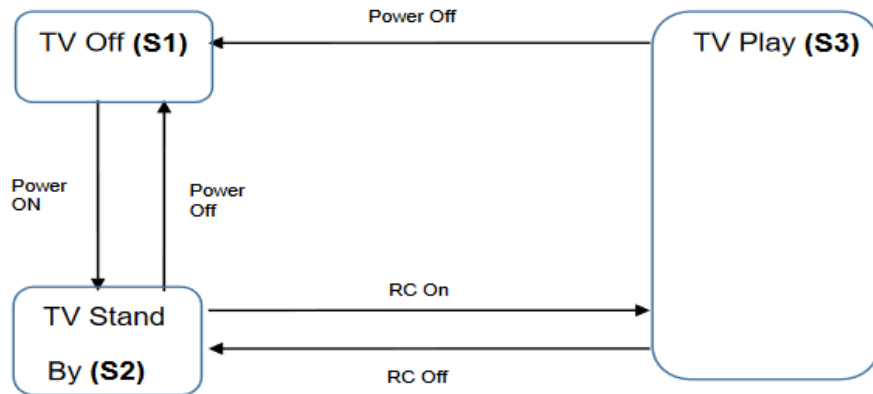 Power Off
TV Off (S1)
TV Play (S3)
Power
ON
Power
Off
RC On
TV Stand
By (S2)
RC Off